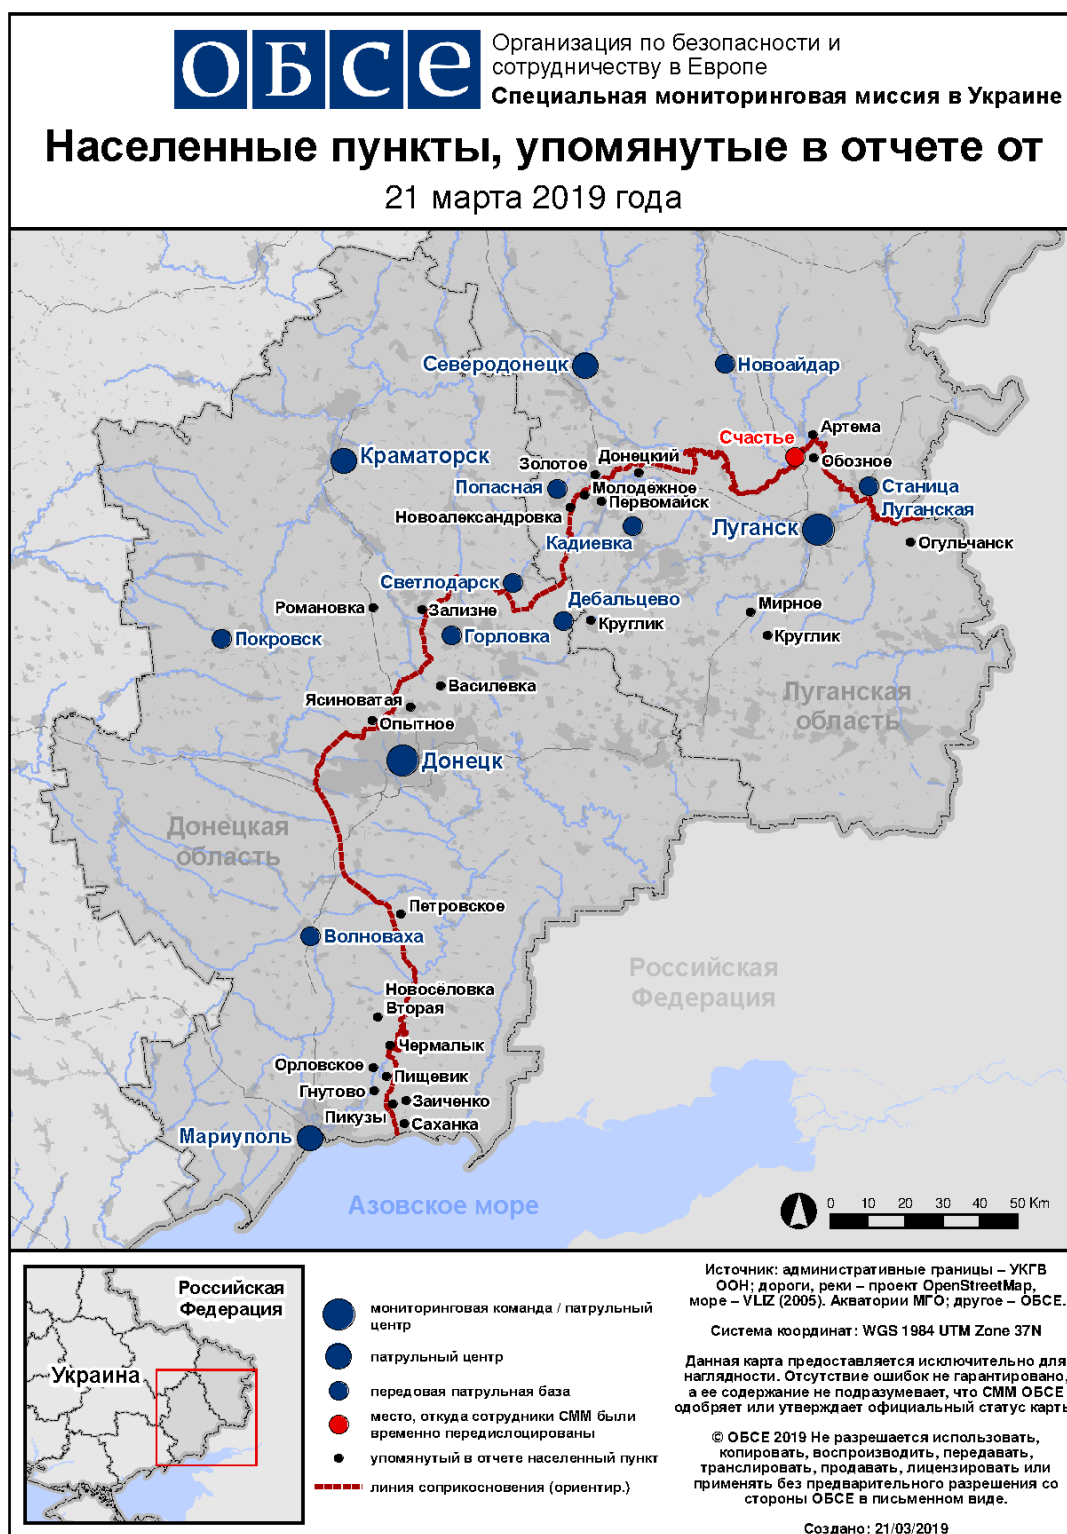 ОБСЕ
Организация по безопасности и
сотрудничеству в Европе
Специальная мониторинговая миссия в Украине
Населенные пункты, упомянутые в отчете от
21 марта 2019 года
Северодонецк
Новоайдар
Артема
Счастье
Обозное
Краматорск
Золотое
Донецкий
Попасная
Молодёжное
Первомайск
Станица
Луганская
Новоалександровка
Луганск
Кадиевка
Огульчанск
Светлодарск
Дебальцево
Романовка
Зализне
Мирное
Круглик
Покровск
Горловка
Круглик
Василевка
Луганская
область
Ясиноватая
Опытное
Донецк
Донецкая
область
Петровское
Волноваха
Российская
Федерация
Новосёловка
Вторая
Чермалык
Орловское
Пищевик
Гнутово
Заиченко
Пикузы
Саханка
Мариуполь
Азовское море
0 10 20 30 40 50 Km
Российская
Федерация
Украина
мониторинговая команда / патрульный
центр
патрульный центр
передовая патрульная база
место, откуда сотрудники СММ были
временно передислоцированы
упомянутый в отчете населенный пункт
линия соприкосновения (ориентир.)
Источник: административные границы – УКГВ
ООН; дороги, реки – проект OpenStreetMap,
море – VLIZ (2005). Акватории МГО; другое – ОБСЕ.
Система координат: WGS 1984 UTM Zone 37N
Данная карта предоставляется исключительно для
наглядности. Отсутствие ошибок не гарантировано,
а ее содержание не подразумевает, что СММ ОБСЕ
одобряет или утверждает официальный статус карты
© ОБСЕ 2019 Не разрешается использовать,
копировать, воспроизводить, передавать,
транслировать, продавать, лицензировать или
применять без предварительного разрешения со
стороны ОБСЕ в письменном виде.
Создано: 21/03/2019